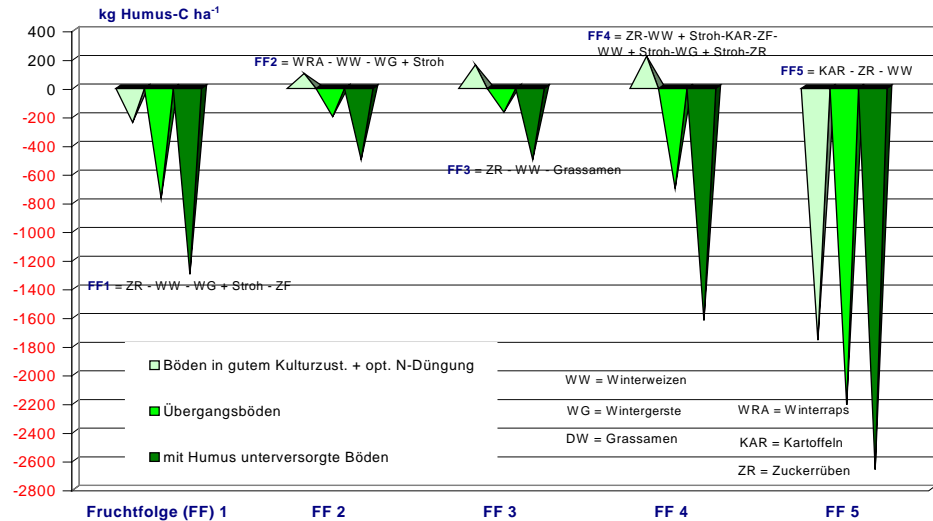 kg Humus-C ha-1
400
200
0
-200
-400
-600
-800
-1000
-1200
-1400
-1600
-1800
-2000
-2200
-2400
-2600
-2800
FF2 = WRA - WW - WG + Stroh
FF4 = ZR-WW + Stroh-KAR-ZF-
WW + Stroh-WG + Stroh-ZR
FF5 = KAR - ZR - WW
FF3 = ZR - WW - Grassamen
FF1 = ZR - WW - WG + Stroh - ZF
Böden in gutem Kulturzust. + opt. N-Düngung
Übergangsböden
mit Humus unterversorgte Böden
WW = Winterweizen
WG = Wintergerste
DW = Grassamen
WRA = Winterraps
KAR = Kartoffeln
ZR = Zuckerrüben
Fruchtfolge (FF) 1
FF 2
FF 3
FF 4
FF 5